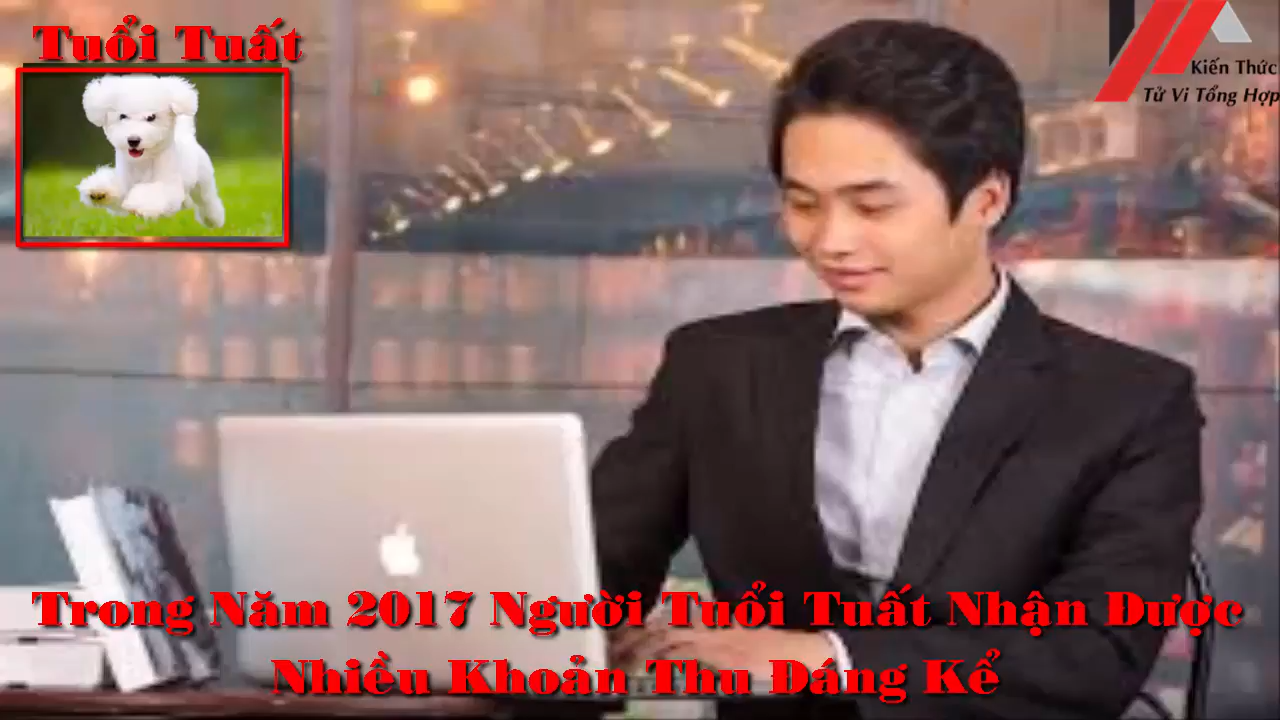 Tuổi Tuất
Kiến Thức
Tử Vi Tổng Hợp
Trong Năm 2017 Người Tuổi Tuất Nhận Được
Nhiều Khoản Thu Đáng Kể